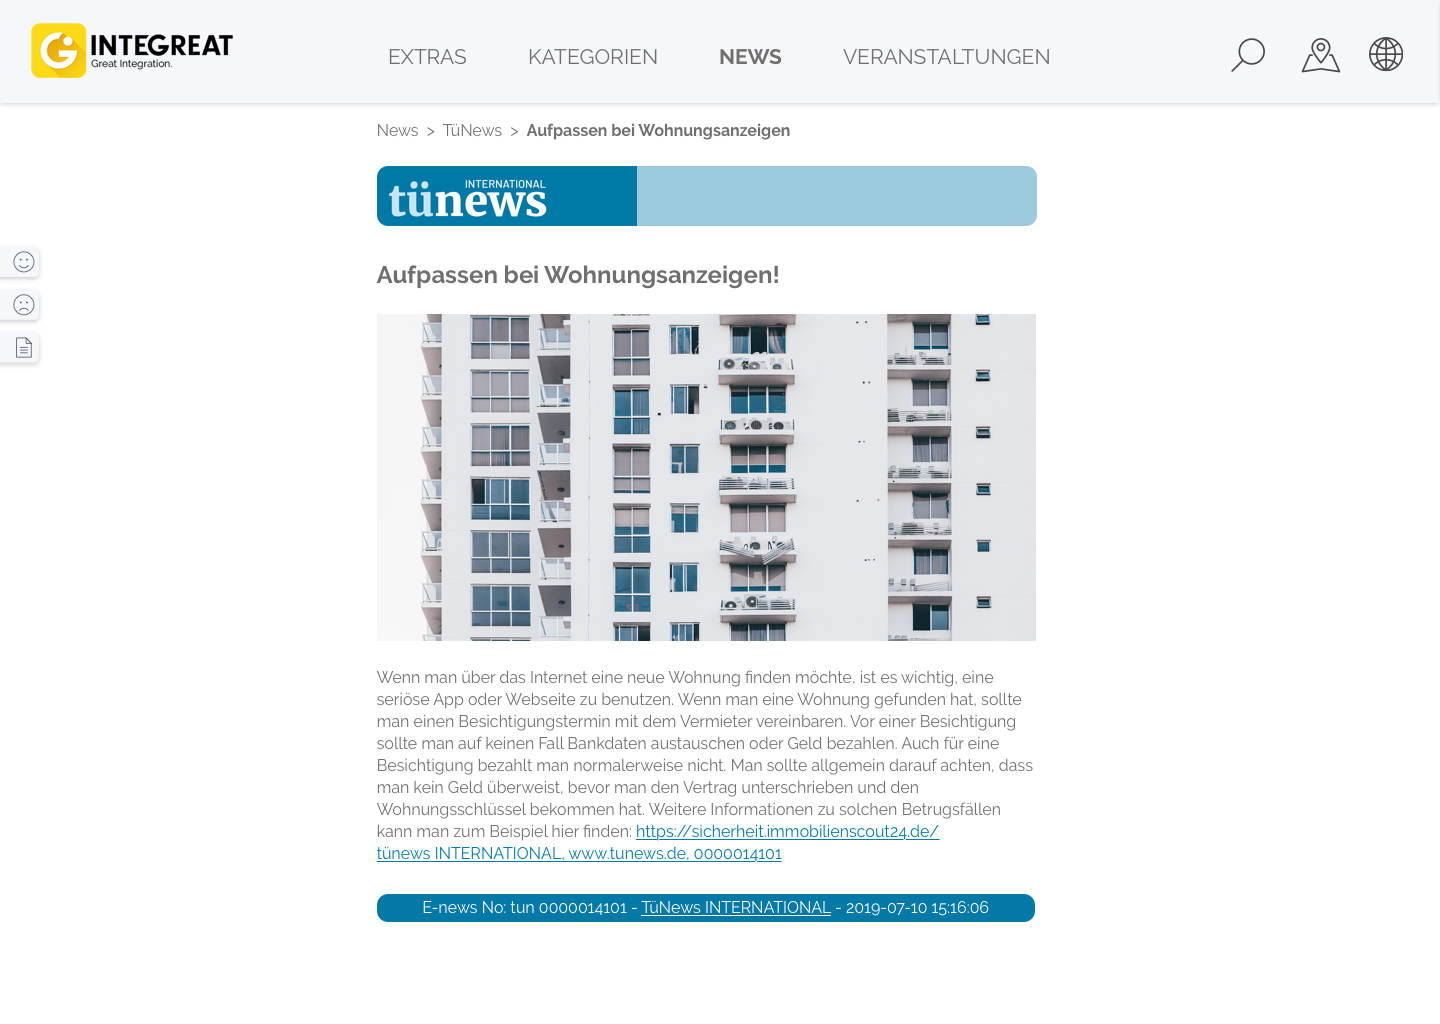 INTEGREAT
Great Integration.
EXTRAS KATEGORIEN NEWS VERANSTALTUNGEN
News > TüNews > Aufpassen bei Wohnungsanzeigen
INTERNATIONAL
tünews
Aufpassen bei Wohnungsanzeigen!
Wenn man über das Internet eine neue Wohnung finden möchte, ist es wichtig, eine
seriöse App oder Webseite zu benutzen. Wenn man eine Wohnung gefunden hat, sollte
man einen Besichtigungstermin mit dem Vermieter vereinbaren. Vor einer Besichtigung
sollte man auf keinen Fall Bankdaten austauschen oder Geld bezahlen. Auch für eine
Besichtigung bezahlt man normalerweise nicht. Man sollte allgemein darauf achten, dass
man kein Geld überweist, bevor man den Vertrag unterschrieben und den
Wohnungsschlüssel bekommen hat. Weitere Informationen zu solchen Betrugsfällen
kann man zum Beispiel hier finden: https://sicherheit.immobilienscout24.de/
tünews INTERNATIONAL, www.tunews.de, 0000014101
E-news No: tun 0000014101 - TüNews INTERNATIONAL - 2019-07-10 15:16:06